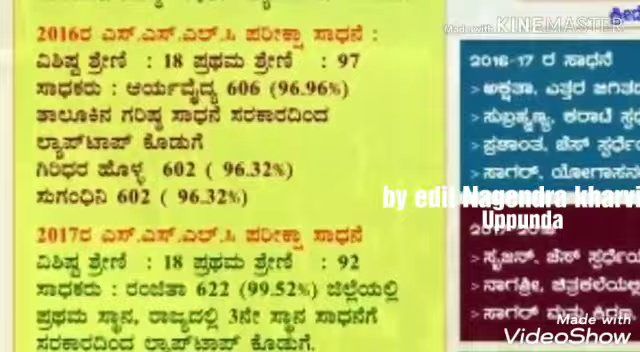 2016ರ ಎಸ್.ಎಸ್.ಎಲ್.ಸಿ ಪರೀಕ್ಷಾ ಸಾಧನೆ :
ವಿಶಿಷ್ಟ ಶ್ರೇಣಿ : 18 ಪ್ರಥಮ ಶ್ರೇಣಿ : 97
ಸಾಧಕರು : ಆರ್ಯವೈದ್ಯ 606 (96.96%)
ತಾಲೂಕಿನ ಗರಿಷ್ಠ ಸಾಧನೆ ಸರಕಾರದಿಂದ
ಲ್ಯಾಪ್‌ಟಾಪ್ ಕೊಡುಗೆ
ಗಿರಿಧರ ಹೊಳ್ಳ 602 ( 96.32%)
ಸುಗಂಧಿನಿ 602 ( 96.32%)
2017ರ ಎಸ್.ಎಸ್.ಎಲ್.ಸಿ ಪರೀಕ್ಷಾ ಸಾಧನೆ
ವಿಶಿಷ್ಟ ಶ್ರೇಣಿ : 18 ಪ್ರಥಮ ಶ್ರೇಣಿ : 92
ಸಾಧಕರು : ರಂಜಿತಾ 622 (99.52%) ಜಿಲ್ಲೆಯಲ್ಲಿ
ಪ್ರಥಮ ಸ್ಥಾನ, ರಾಜ್ಯದಲ್ಲಿ 3ನೇ ಸ್ಥಾನ ಸಾಧನೆಗೆ
ಸರಕಾರದಿಂದ ಲ್ಯಾಪ್‌ಟಾಪ್ ಕೊಡುಗೆ.
Made with KINEMASTER
2016-17 ರ ಸಾಧನೆ
> ಅಕ್ಷತಾ, ಎತ್ತರ
> ಸುಬ್ರಹ್ಮಣ್ಯ, ಕರಾಟೆ
> ಪ್ರಶಾಂತ, ಚೆಸ್
> ಸಾಗರ್, ಯೋಗಾಸನ
by edit Nagendra kharvi
Uppunda
> ಸೃಜನ್, ಚೆಸ್
> ನಾಗಶ್ರೀ, ಚಿತ್ರಕಲೆಯಲ್ಲಿ
> ಸಾಗರ್ ಮತ್ತು
Made with
VideoShow